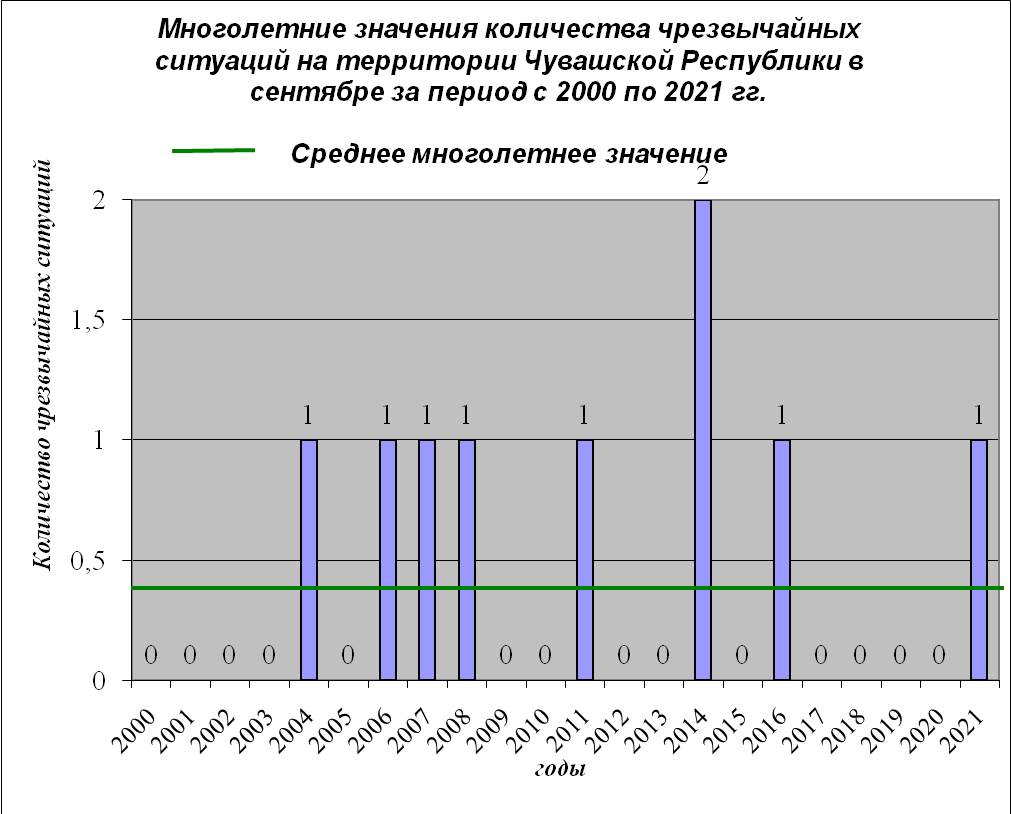 Многолетние значения количества чрезвычайных
ситуаций на территории Чувашской Республики в
сентябре за период с 2000 по 2021 гг.
Среднее многолетнее значение
Количество чрезвычайных ситуаций
2
1,5
1
0,5
0
0 0 0 0 1 0 1 1 1 0 0 1 0 0 2 0 1 0 0 0 0 1
2000 2001 2002 2003 2004 2005 2006 2007 2008 2009 2010 2011 2012 2013 2014 2015 2016 2017 2018 2019 2020 2021
годы